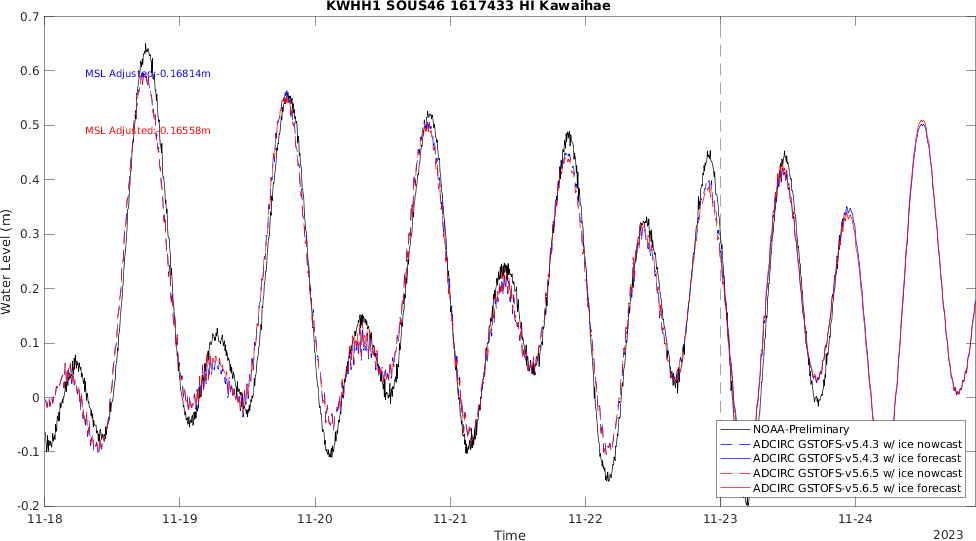 KWHH1 SOUS46 1617433 HI Kawaihae
Water Level (m)
0.7
0.6
0.5
0.4
0.3
0.2
0.1
0
-0.1
-0.2
MSL Adjusted:-0.16814m
MSL Adjusted:-0.16558m
NOAA-Preliminary
ADCIRC GSTOFS-v5.4.3 w/ ice nowcast
ADCIRC GSTOFS-v5.4.3 w/ ice forecast
ADCIRC GSTOFS-v5.6.5 w/ ice nowcast
ADCIRC GSTOFS-v5.6.5 w/ ice forecast
11-18 11-19 11-20 11-21 11-22 11-23 11-24
Time
2023